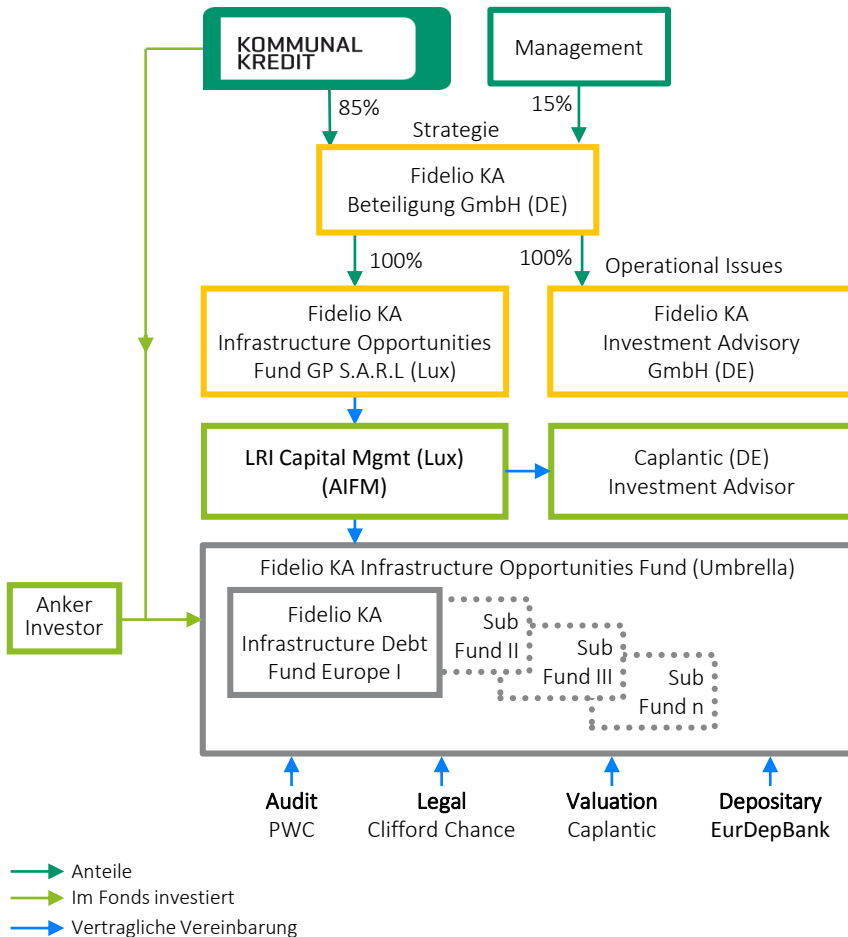 KOMMUNAL
KREDIT
Management
85%
15%
Strategie
Fidelio KA
Beteiligung GmbH (DE)
100%
100%
Operational Issues
Fidelio KA
Infrastructure Opportunities
Fund GP S.A.R.L (Lux)
Fidelio KA
Investment Advisory
GmbH (DE)
LRI Capital Mgmt (Lux)
(AIFM)
Caplantic (DE)
Investment Advisor
Fidelio KA Infrastructure Opportunities Fund (Umbrella)
Anker
Investor
Fidelio KA
Infrastructure Debt
Fund Europe I
Sub
Fund II
Sub
Fund III
Sub
Fund n
Audit
PWC
Legal
Clifford Chance
Valuation
Caplantic
Depositary
EurDepBank
Anteile
Im Fonds investiert
Vertragliche Vereinbarung